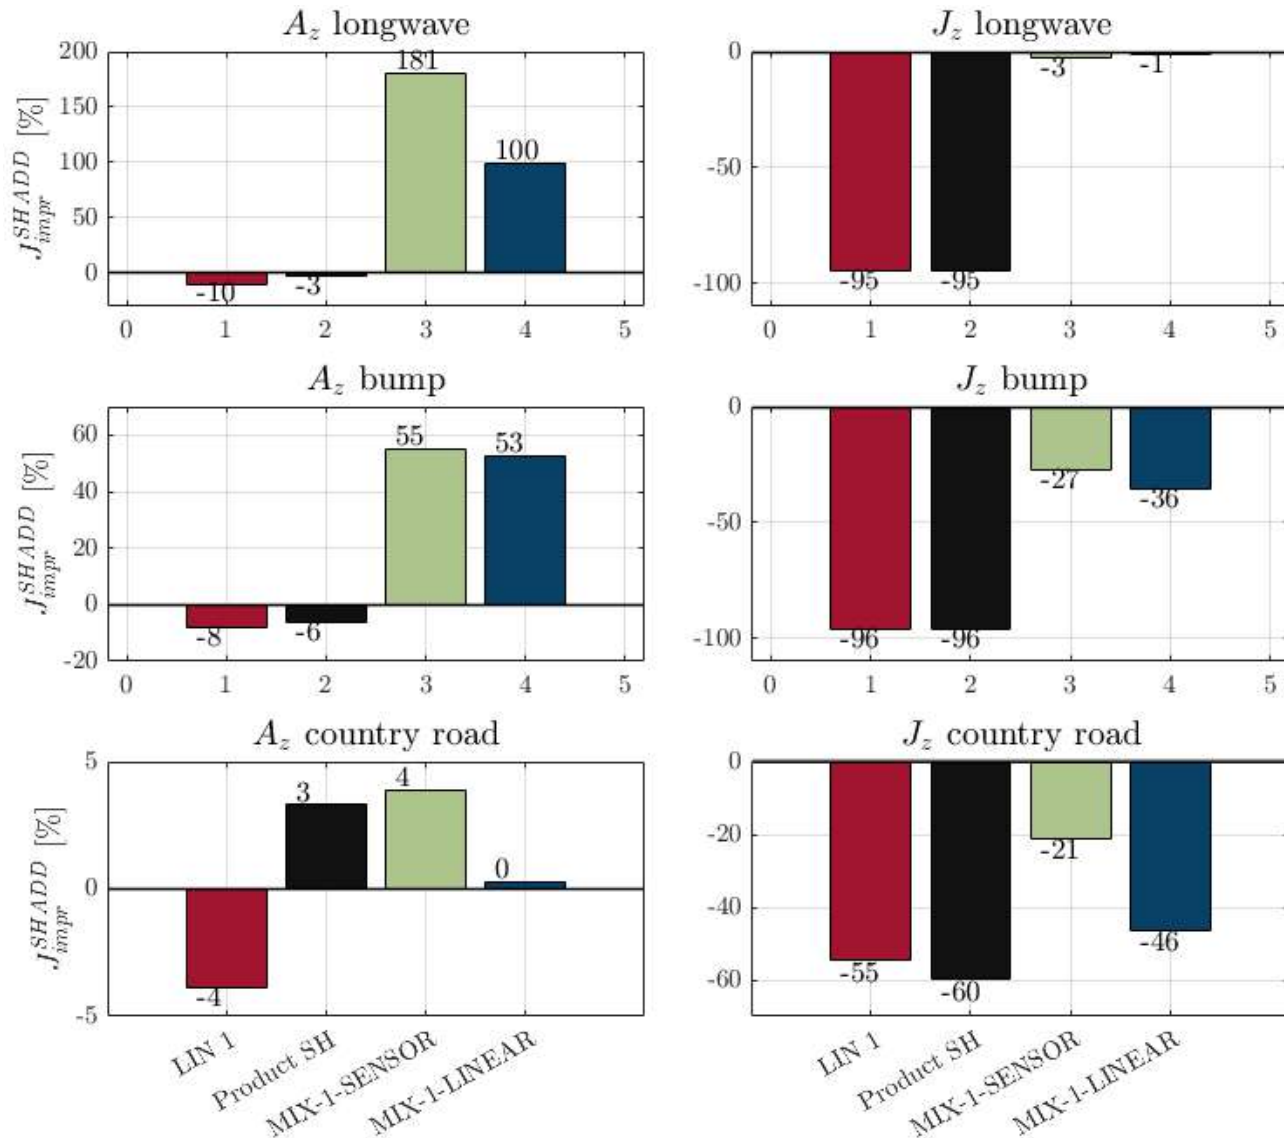 A_z longwave
J_impr^SHADD [%]
200
150
100
50
0
181
100
-10
-3
0 1 2 3 4 5
J_z longwave
0
-50
-100
-95
-95
-3
-1
0 1 2 3 4 5
A_z bump
J_impr^SHADD [%]
60
40
20
0
-20
-8
-6
55
53
0 1 2 3 4 5
J_z bump
0
-50
-100
-96
-96
-27
-36
0 1 2 3 4 5
A_z country road
J_impr^SHADD [%]
5
0
-5
-4
3
4
0
LIN 1
Product SH
MIX-1-SENSOR
MIX-1-LINEAR
J_z country road
0
-20
-40
-60
-55
-60
-21
-46
LIN 1
Product SH
MIX-1-SENSOR
MIX-1-LINEAR